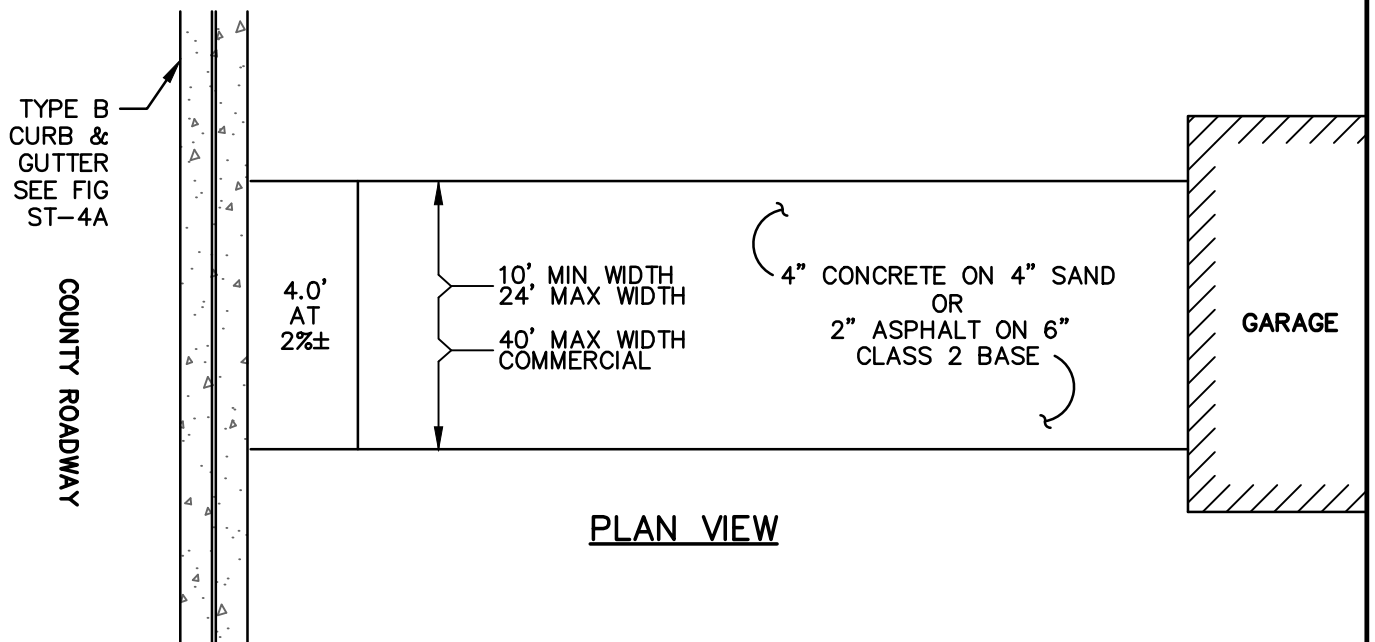 TYPE B
CURB &
GUTTER
SEE FIG
ST-4A
COUNTY ROADWAY
4.0'
AT
2%±
10' MIN WIDTH
24' MAX WIDTH
40' MAX WIDTH
COMMERCIAL
4" CONCRETE ON 4" SAND
OR
2" ASPHALT ON 6"
CLASS 2 BASE
GARAGE
PLAN VIEW